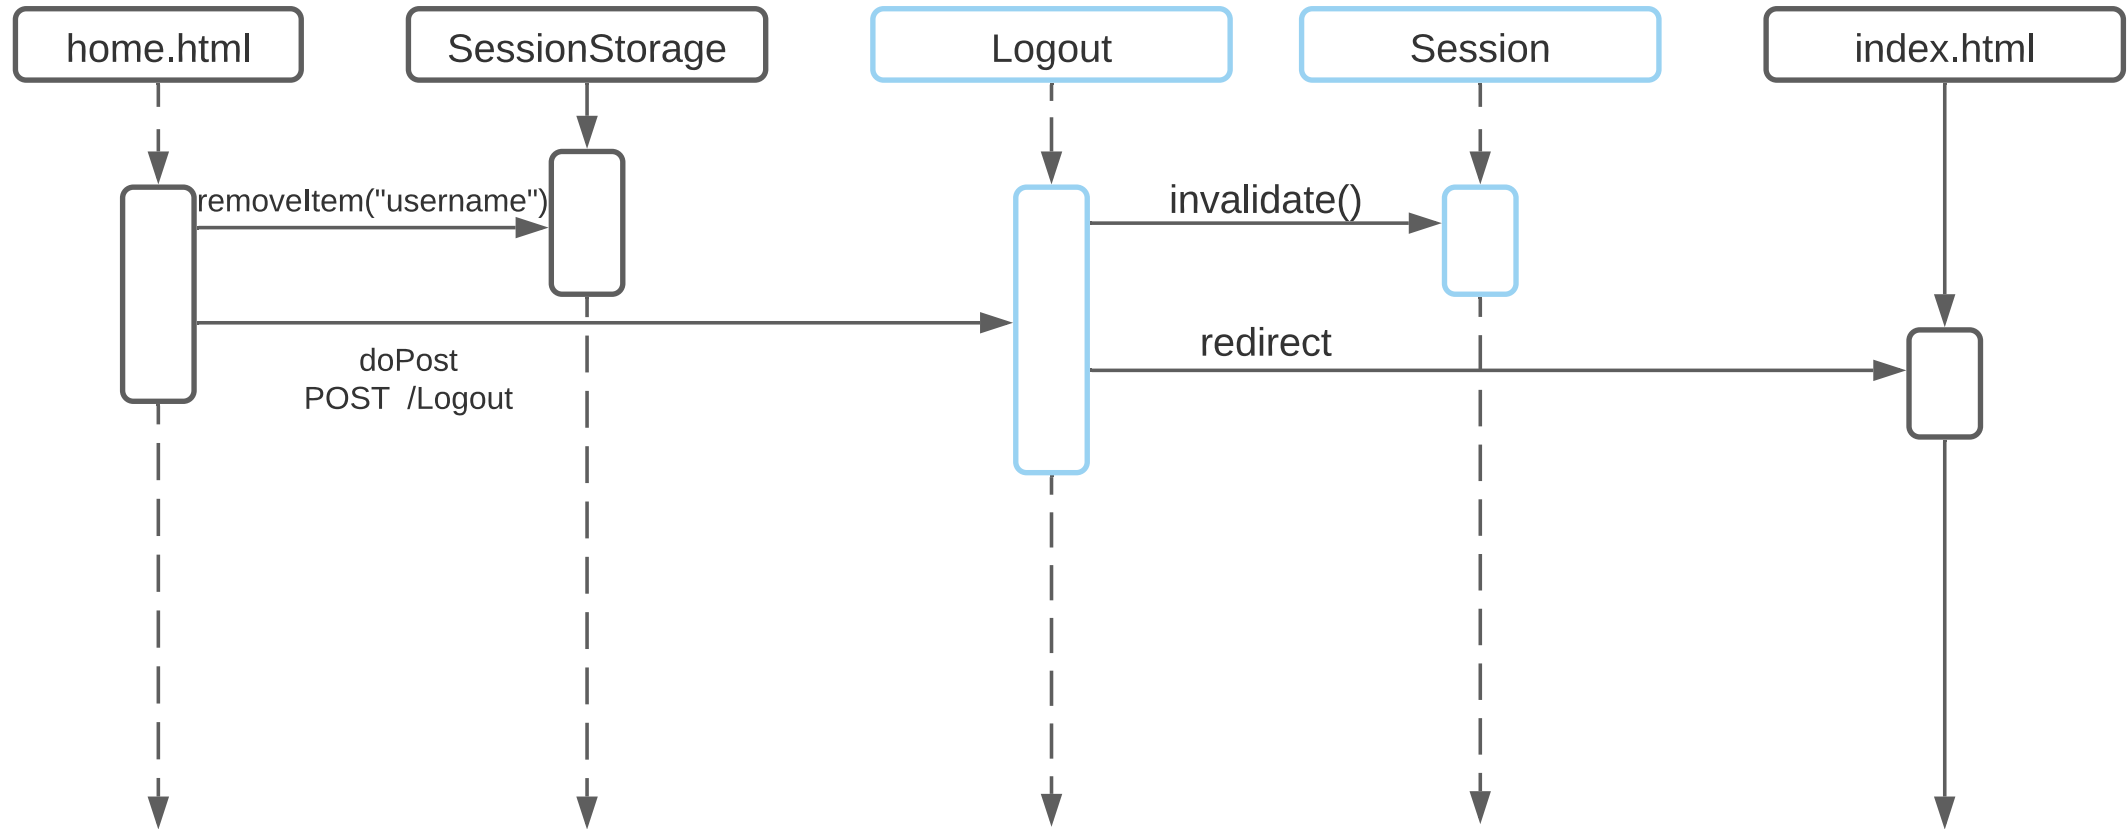 home.html
SessionStorage
Logout
Session
index.html
removeItem("username")
invalidate()
doPost
POST  /Logout
redirect